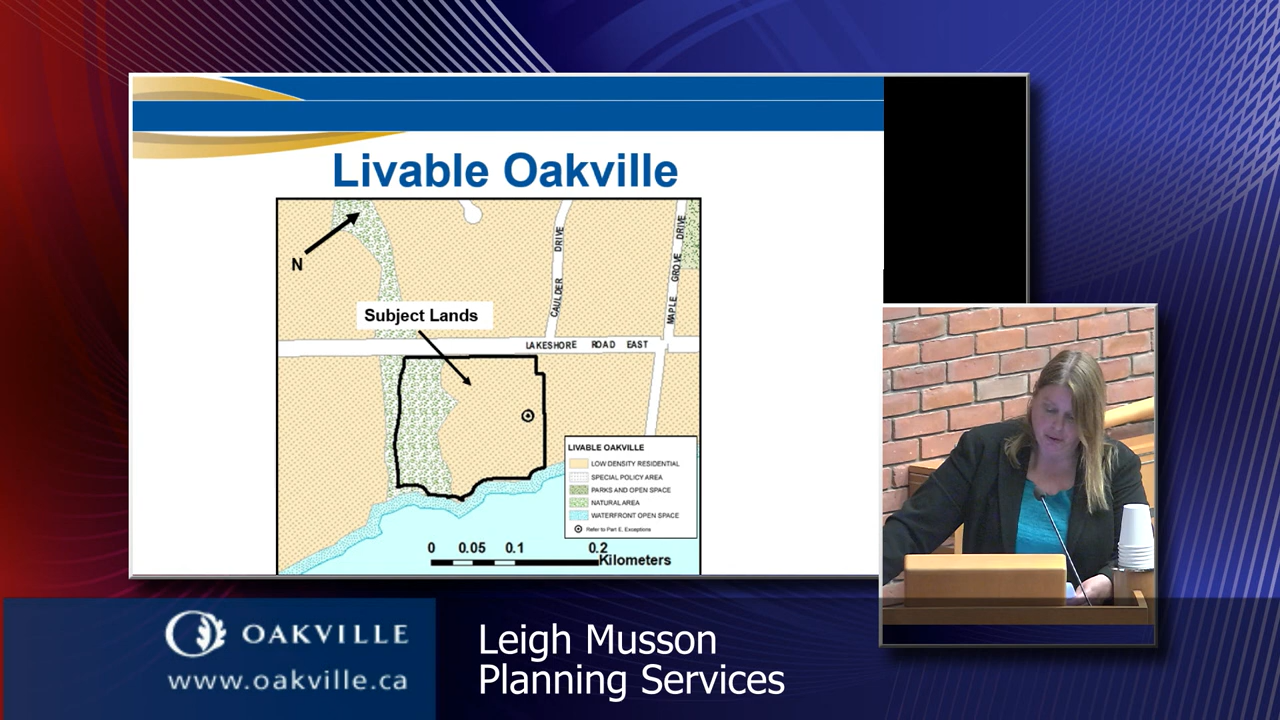 Livable Oakville
N
Subject Lands
CAULDER DRIVE
MAPLE GROVE DRIVE
LAKESHORE ROAD EAST
LIVABLE OAKVILLE
LOW DENSITY RESIDENTIAL
SPECIAL POLICY AREA
PARKS AND OPEN SPACE
NATURAL AREA
WATERFRONT OPEN SPACE
Refer to Part E, Exceptions
0 0.05 0.1 0.2
Kilometers
OAKVILLE
www.oakville.ca
Leigh Musson
Planning Services